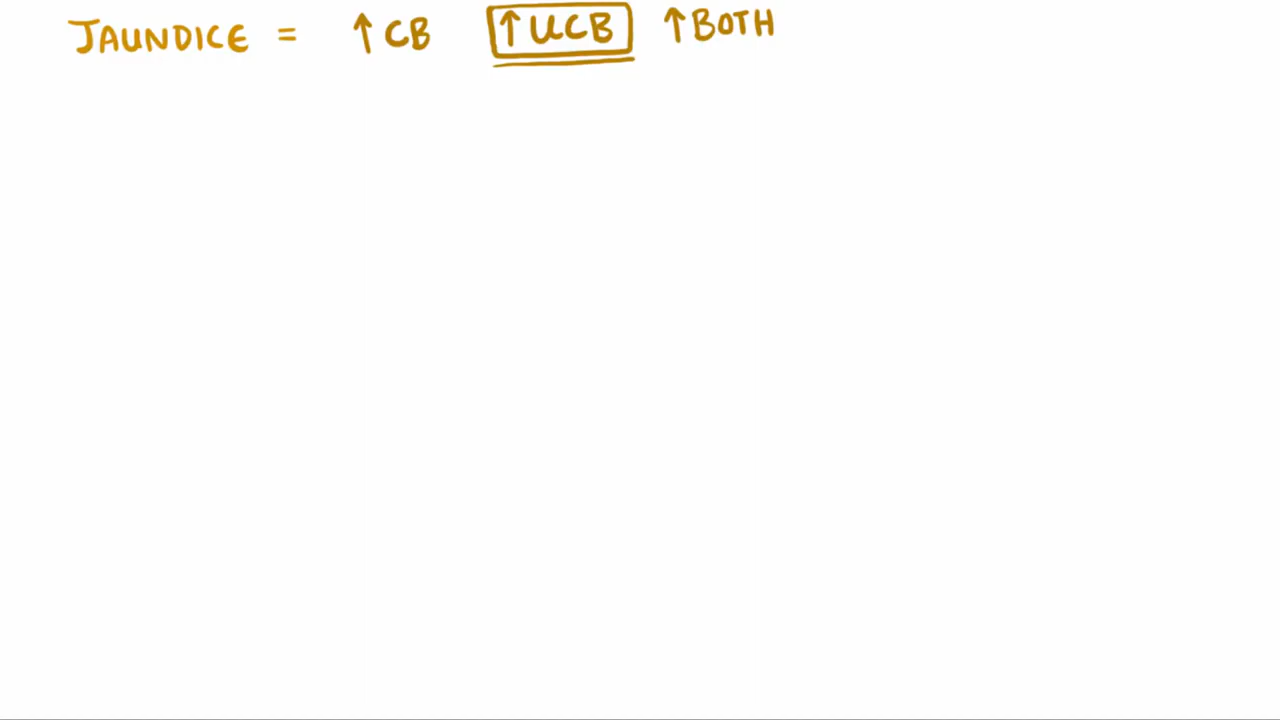 JAUNDICE = ↑ CB ↑ UCB ↑ BOTH